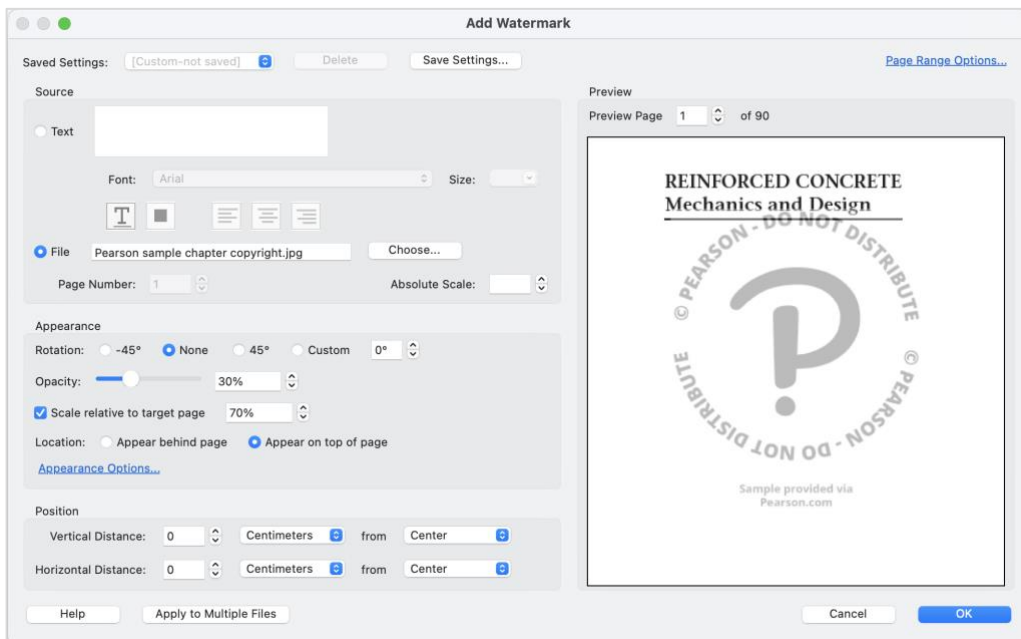 Add Watermark
Saved Settings: [Custom-not saved] Delete Save Settings... Page Range Options...
Source
Text
Font: Arial Size:
T
File Pearson sample chapter copyright.jpg Choose...
Page Number: 1 Absolute Scale:
Appearance
Rotation: -45° None 45° Custom 0°
Opacity: 30%
Scale relative to target page 70%
Location: Appear behind page Appear on top of page
Appearance Options...
Position
Vertical Distance: 0 Centimeters from Center
Horizontal Distance: 0 Centimeters from Center
Help Apply to Multiple Files
Preview
Preview Page 1 of 90
REINFORCED CONCRETE
Mechanics and Design
© PEARSON - DO NOT DISTRIBUTE
© PEARSON - DO NOT DISTRIBUTE
P
Sample provided via
Pearson.com
Cancel OK